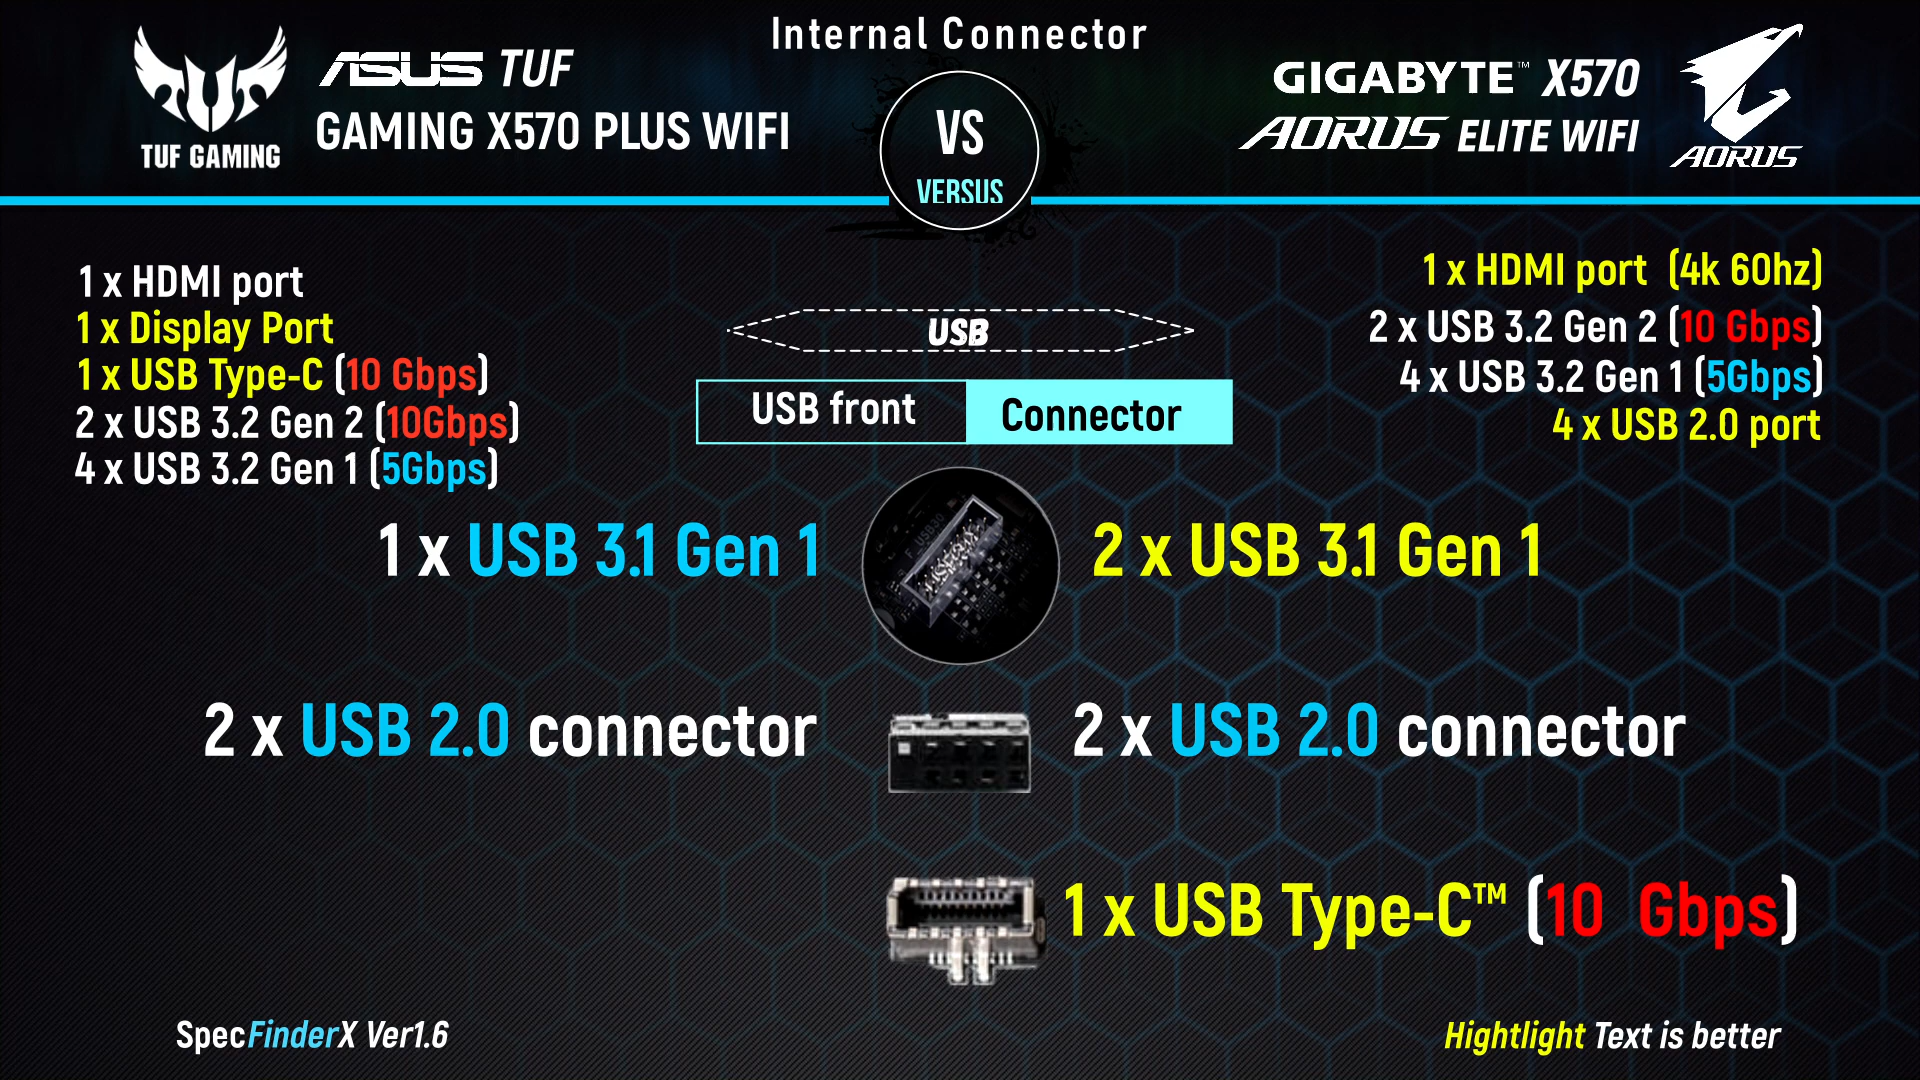 Internal Connector
TUF GAMING
ASUS TUF
GAMING X570 PLUS WIFI
VS
VERSUS
GIGABYTE™ X570
AORUS ELITE WIFI
AORUS
1 x HDMI port
1 x Display Port
1 x USB Type-C (10 Gbps)
2 x USB 3.2 Gen 2 (10Gbps)
4 x USB 3.2 Gen 1 (5Gbps)
USB
USB front Connector
1 x HDMI port (4k 60hz)
2 x USB 3.2 Gen 2 (10 Gbps)
4 x USB 3.2 Gen 1 (5Gbps)
4 x USB 2.0 port
1 x USB 3.1 Gen 1
F_USB30
2 x USB 3.1 Gen 1
2 x USB 2.0 connector
2 x USB 2.0 connector
1 x USB Type-C™ (10 Gbps)
SpecFinderX Ver1.6
Hightlight Text is better